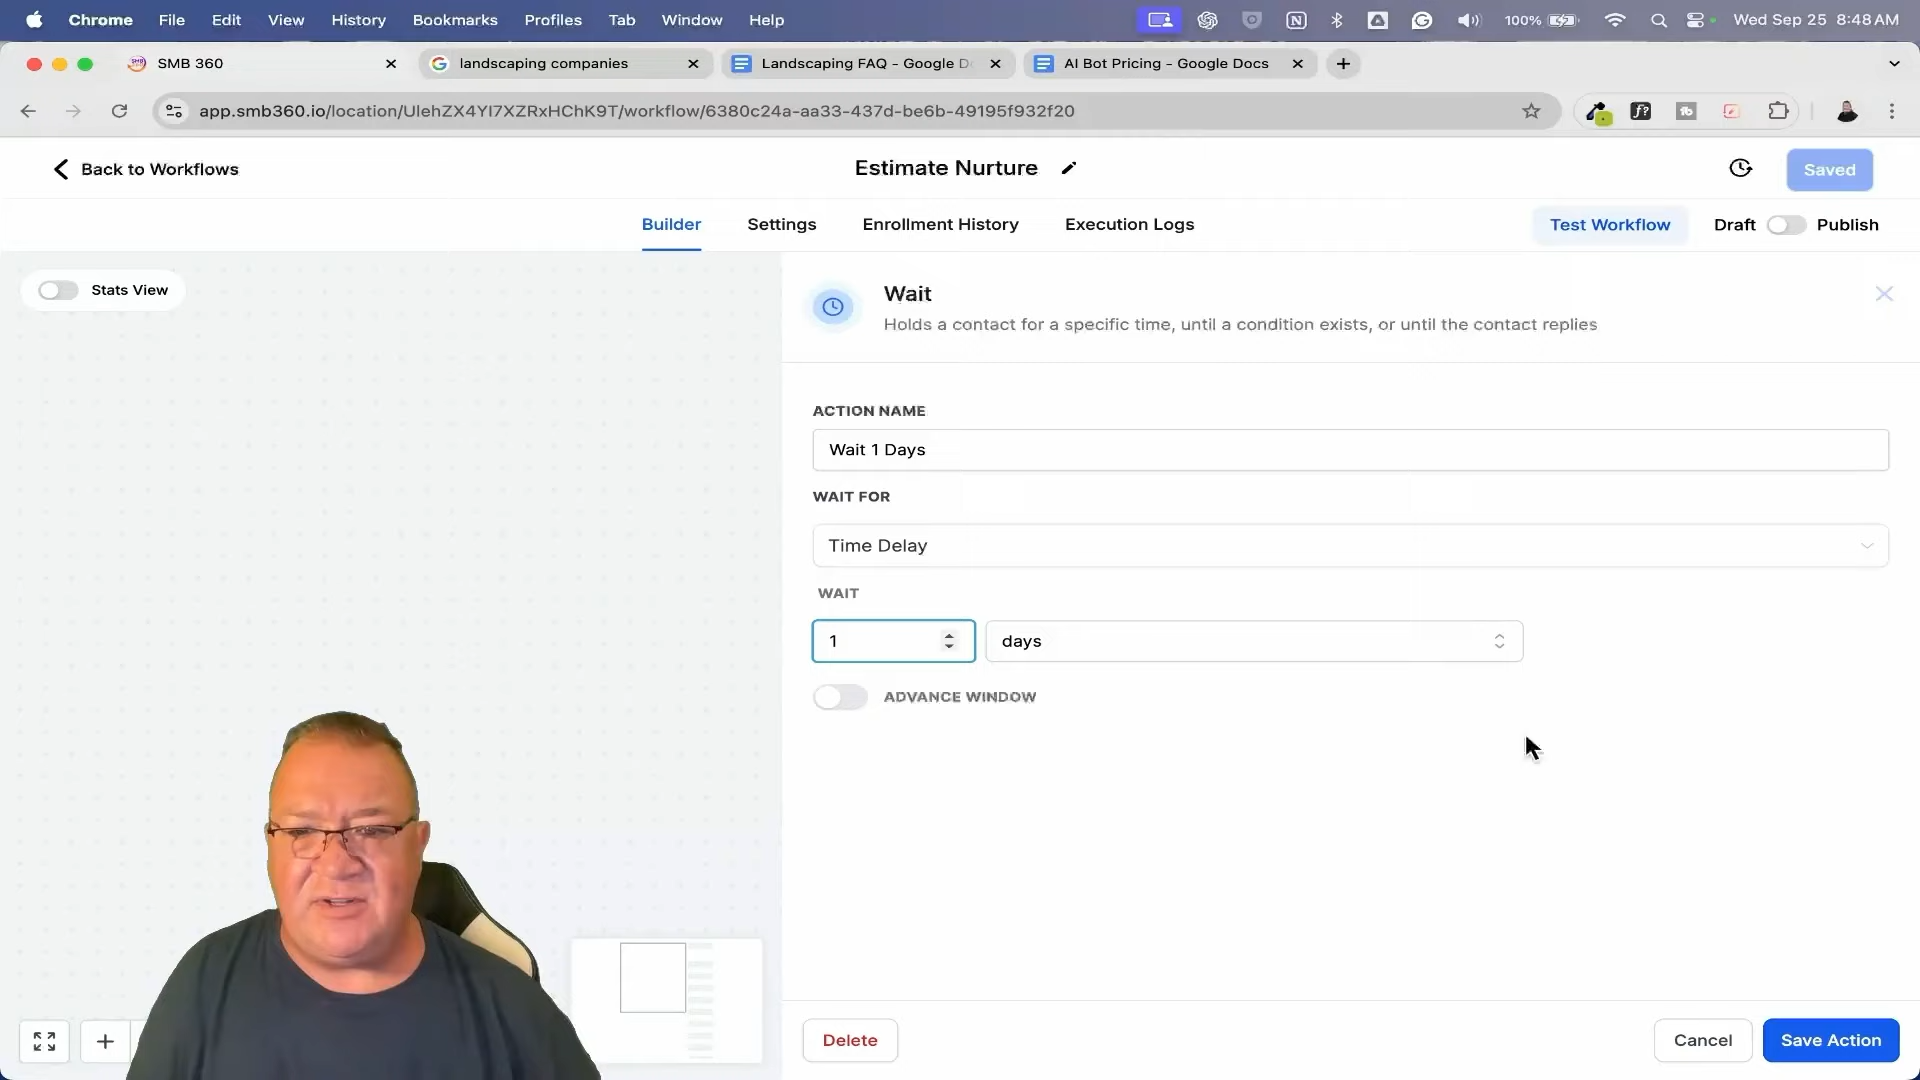 Chrome File Edit View History Bookmarks Profiles Tab Window Help 100% Wed Sep 25 8:48 AM
SMB 360 landscaping companies Landscaping FAQ - Google D AI Bot Pricing - Google Docs
app.smb360.io/location/UlehZX4YI7XZRxHChK9T/workflow/6380c24a-aa33-437d-be6b-49195f932f20
Back to Workflows Estimate Nurture Saved
Builder Settings Enrollment History Execution Logs Test Workflow Draft Publish
Stats View
Wait
Holds a contact for a specific time, until a condition exists, or until the contact replies
ACTION NAME
Wait 1 Days
WAIT FOR
Time Delay
WAIT
1 days
ADVANCE WINDOW
Delete Cancel Save Action